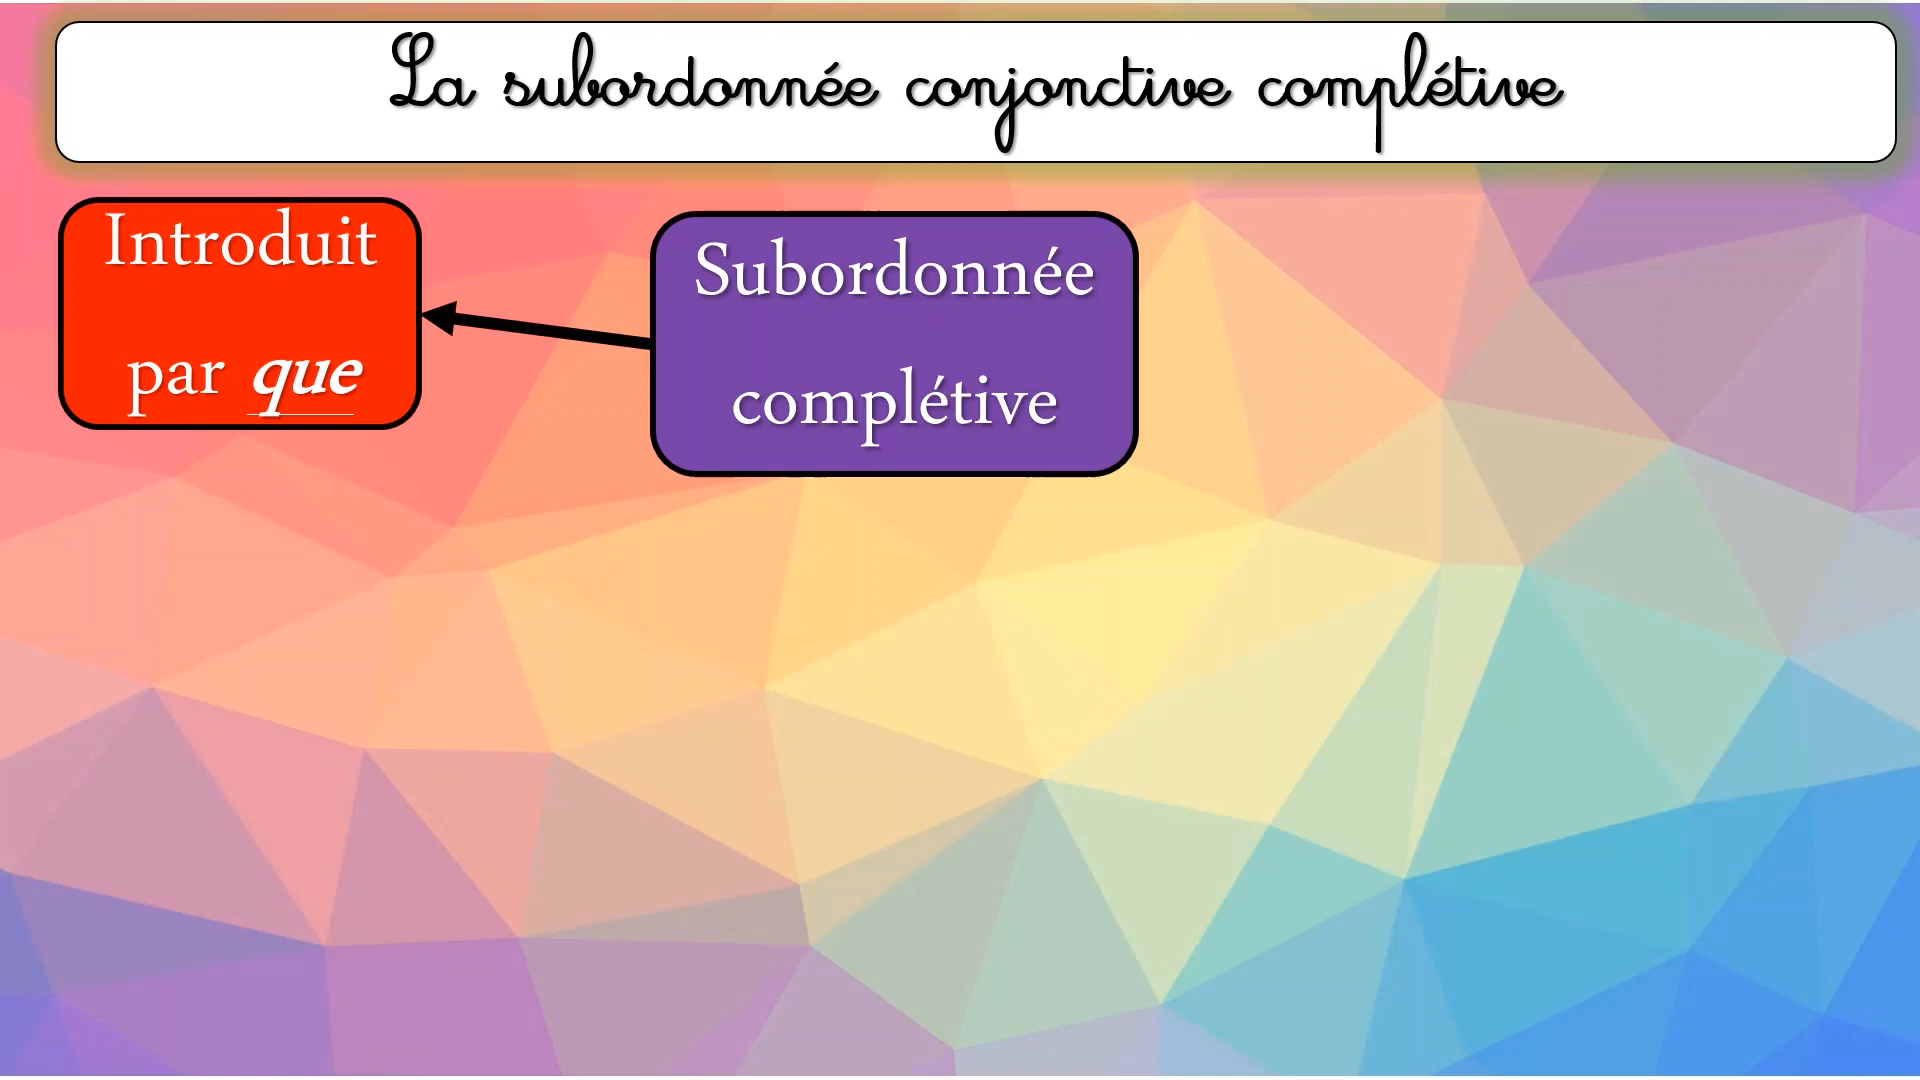 La subordonnée conjonctive complétive
Introduit
par que
Subordonnée
complétive